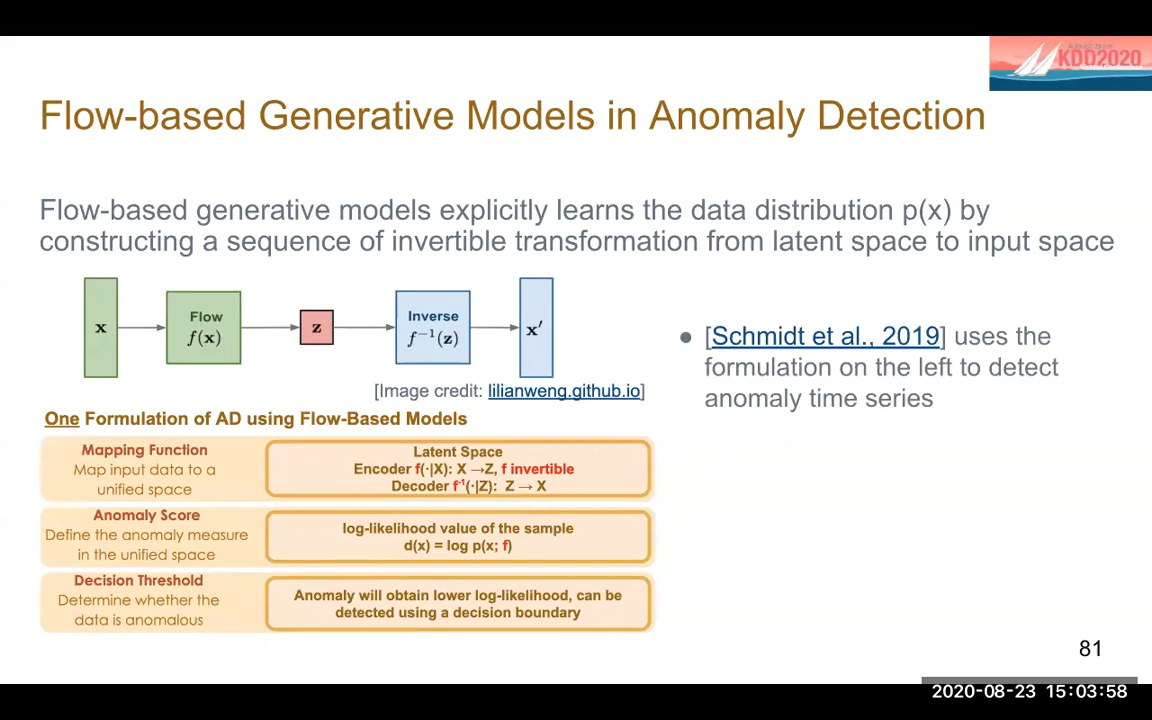 KDD2020
Flow-based Generative Models in Anomaly Detection
Flow-based generative models explicitly learns the data distribution p(x) by
constructing a sequence of invertible transformation from latent space to input space
x
Flow
f(x)
z
Inverse
f⁻¹(z)
x′
[Image credit: lilianweng.github.io]
One Formulation of AD using Flow-Based Models
Mapping Function
Map input data to a
unified space
Latent Space
Encoder f(·|X): X →Z, f invertible
Decoder f⁻¹(·|Z): Z → X
Anomaly Score
Define the anomaly measure
in the unified space
log-likelihood value of the sample
d(x) = log p(x; f)
Decision Threshold
Determine whether the
data is anomalous
Anomaly will obtain lower log-likelihood, can be
detected using a decision boundary
● [Schmidt et al., 2019] uses the
formulation on the left to detect
anomaly time series
81
2020-08-23 15:03:58